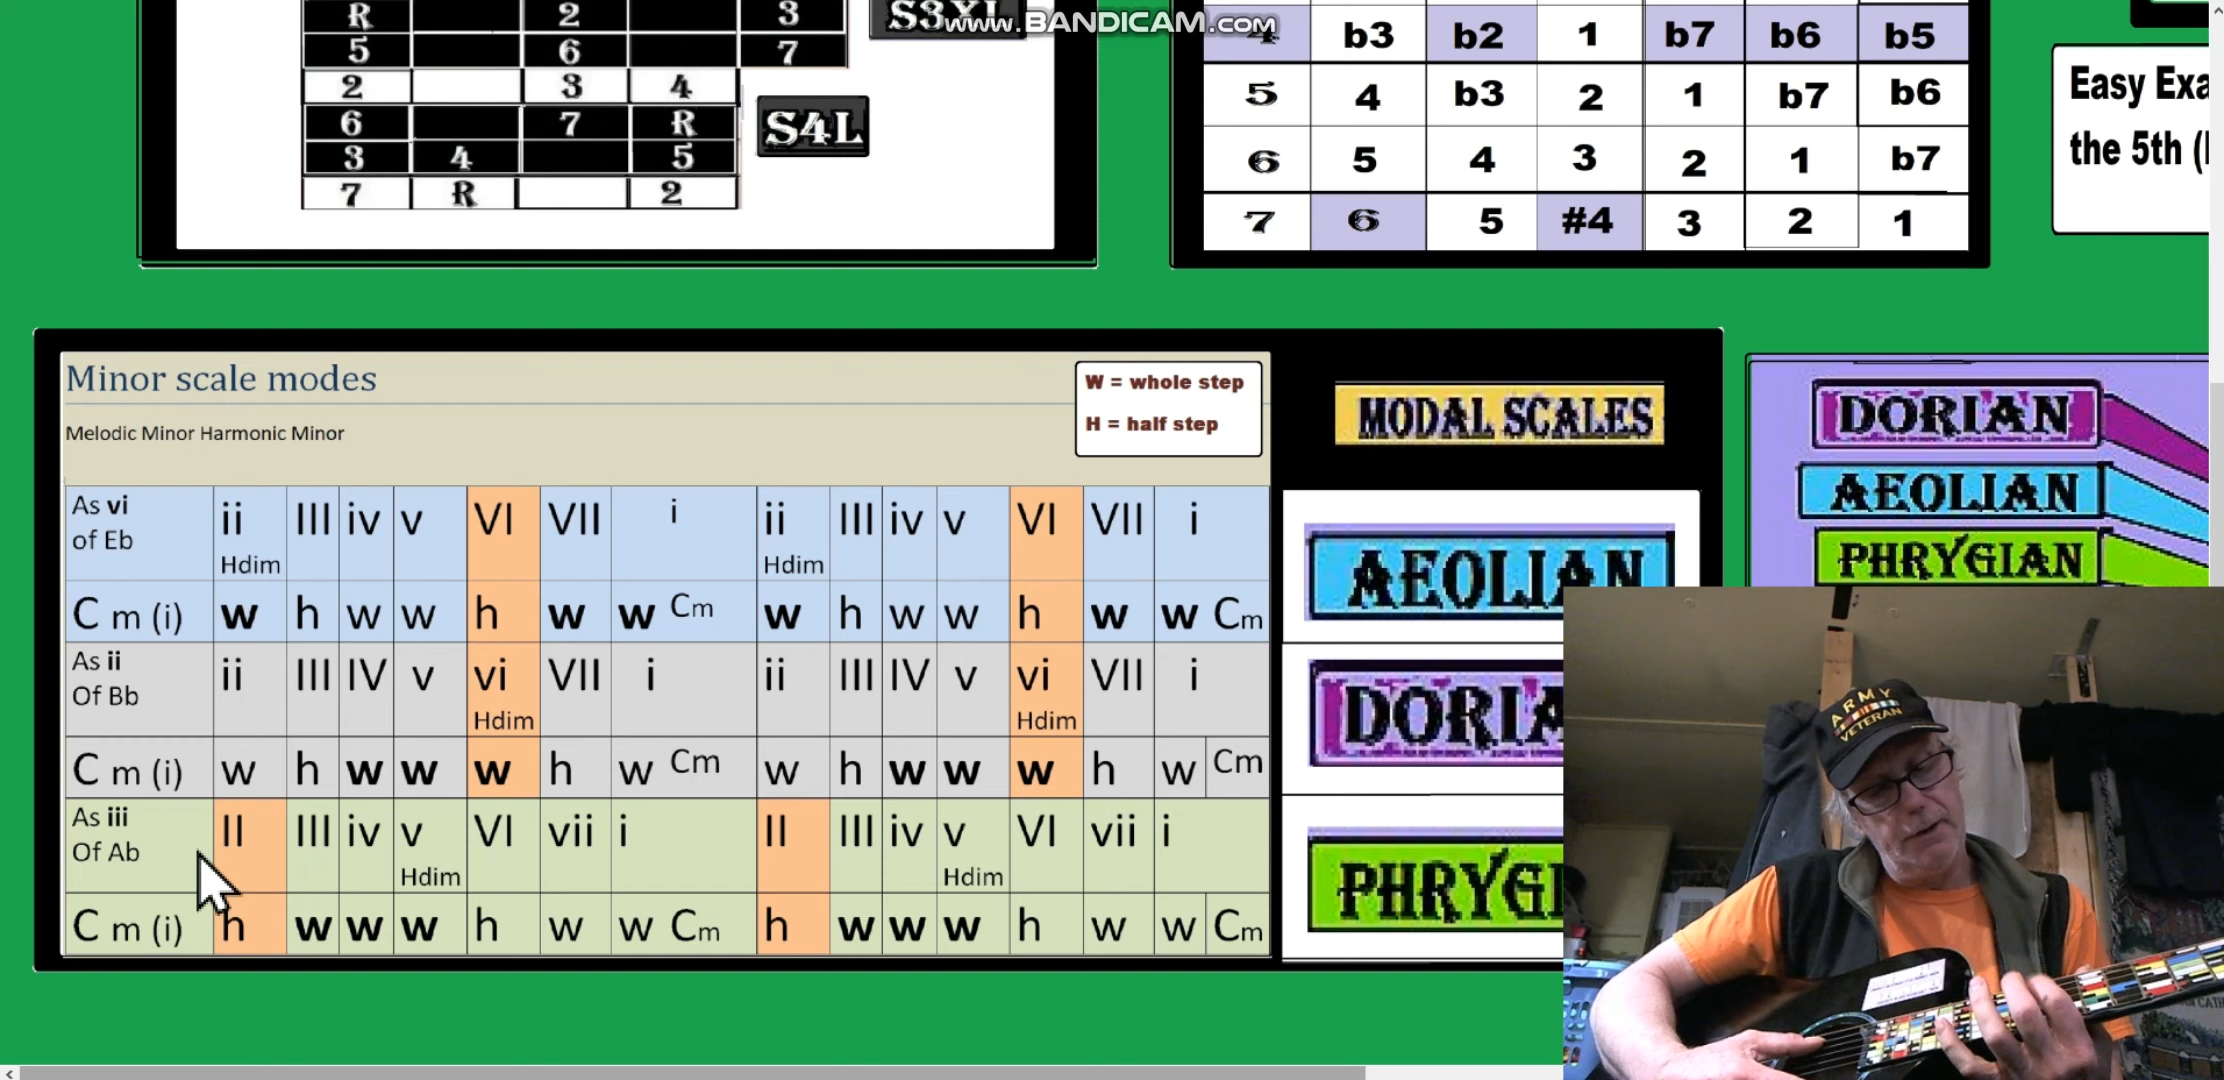 R 2 3
5 6 7
2 3 4
6 7 R
3 4 5
7 R 2
S3XL
S4L
www.BANDICAM.com
4 b3 b2 1 b7 b6 b5
5 4 b3 2 1 b7 b6
6 5 4 3 2 1 b7
7 6 5 #4 3 2 1
Easy Exa
the 5th (
Minor scale modes
Melodic Minor Harmonic Minor
W = whole step
H = half step
As vi
of Eb
ii III iv v VI VII i ii III iv v VI VII i
Hdim Hdim
C m (i) w h w w h w w Cm w h w w h w w Cm
As ii
Of Bb
ii III IV v vi VII i ii III IV v vi VII i
Hdim Hdim
C m (i) w h w w w h w Cm w h w w w h w Cm
As iii
Of Ab
II III iv v VI vii i II III iv v VI vii i
Hdim Hdim
C m (i) h w w w h w w Cm h w w w h w w Cm
MODAL SCALES
AEOLIAN
DORIA
PHRYGI
DORIAN
AEOLIAN
PHRYGIAN
ARMY
VETERAN